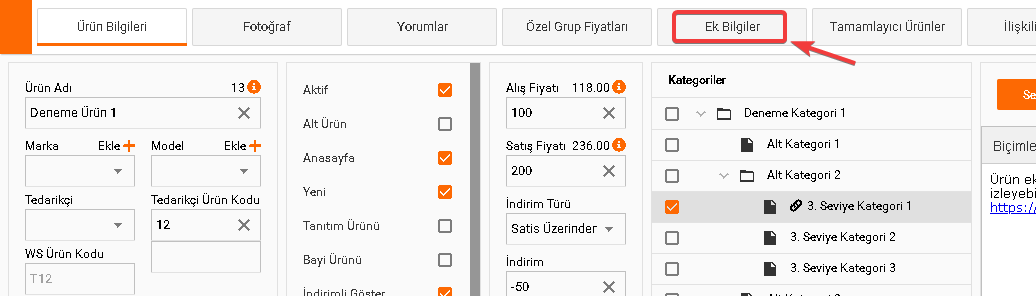 Ürün Bilgileri
Fotoğraf
Yorumlar
Özel Grup Fiyatları
Ek Bilgiler
Tamamlayıcı Ürünler
İlişkili
Ürün Adı 13
Deneme Ürün 1
Marka Ekle
Model Ekle
Tedarikçi
Tedarikçi Ürün Kodu
12
WS Ürün Kodu
T12
Aktif
Alt Ürün
Anasayfa
Yeni
Tanıtım Ürünü
Bayi Ürünü
İndirimli Göster
Alış Fiyatı 118.00
100
Satış Fiyatı 236.00
200
İndirim Türü
Satis Üzerinden
İndirim
-50
Kategoriler
Deneme Kategori 1
Alt Kategori 1
Alt Kategori 2
3. Seviye Kategori 1
3. Seviye Kategori 2
3. Seviye Kategori 3
Se
Biçimle
Ürün ek
izleyebi
https:/